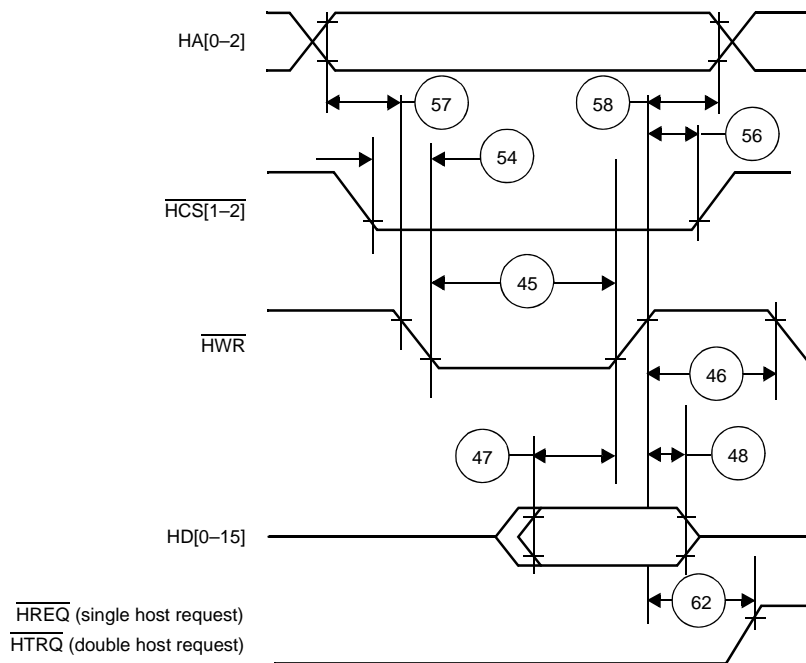 HA[0–2]
57
58
56
54
HCS[1–2]
45
HWR
46
47
48
HD[0–15]
62
HREQ (single host request)
HTRQ (double host request)